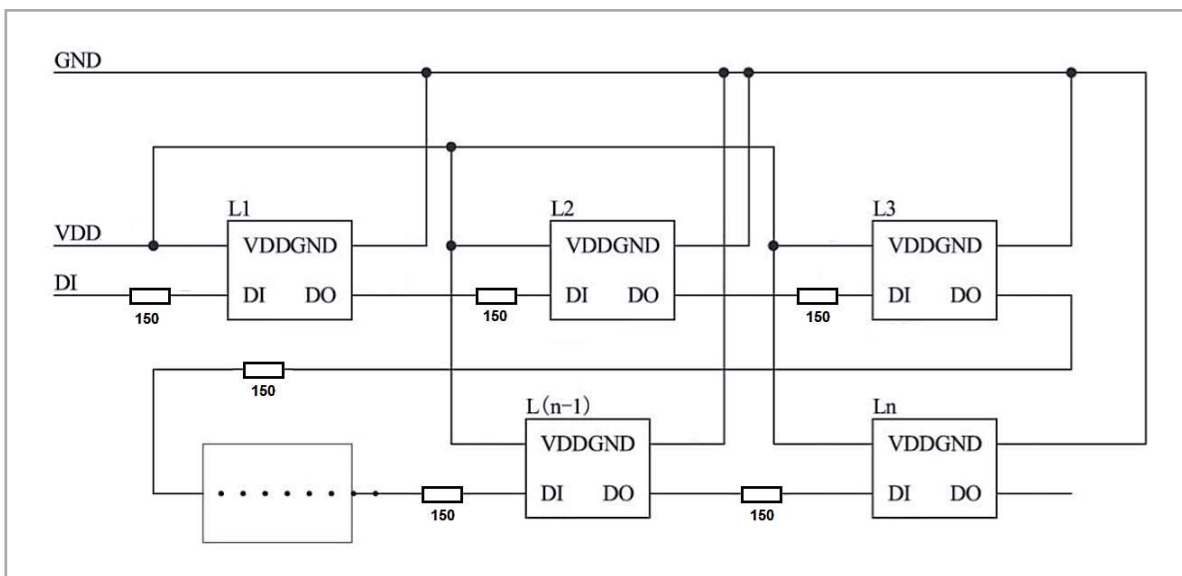 GND
L1
L2
L3
VDD
VDDGND
VDDGND
VDDGND
DI
DI DO
DI DO
DI DO
150
150
150
150
L(n-1)
Ln
VDDGND
VDDGND
DI DO
DI DO
150
150